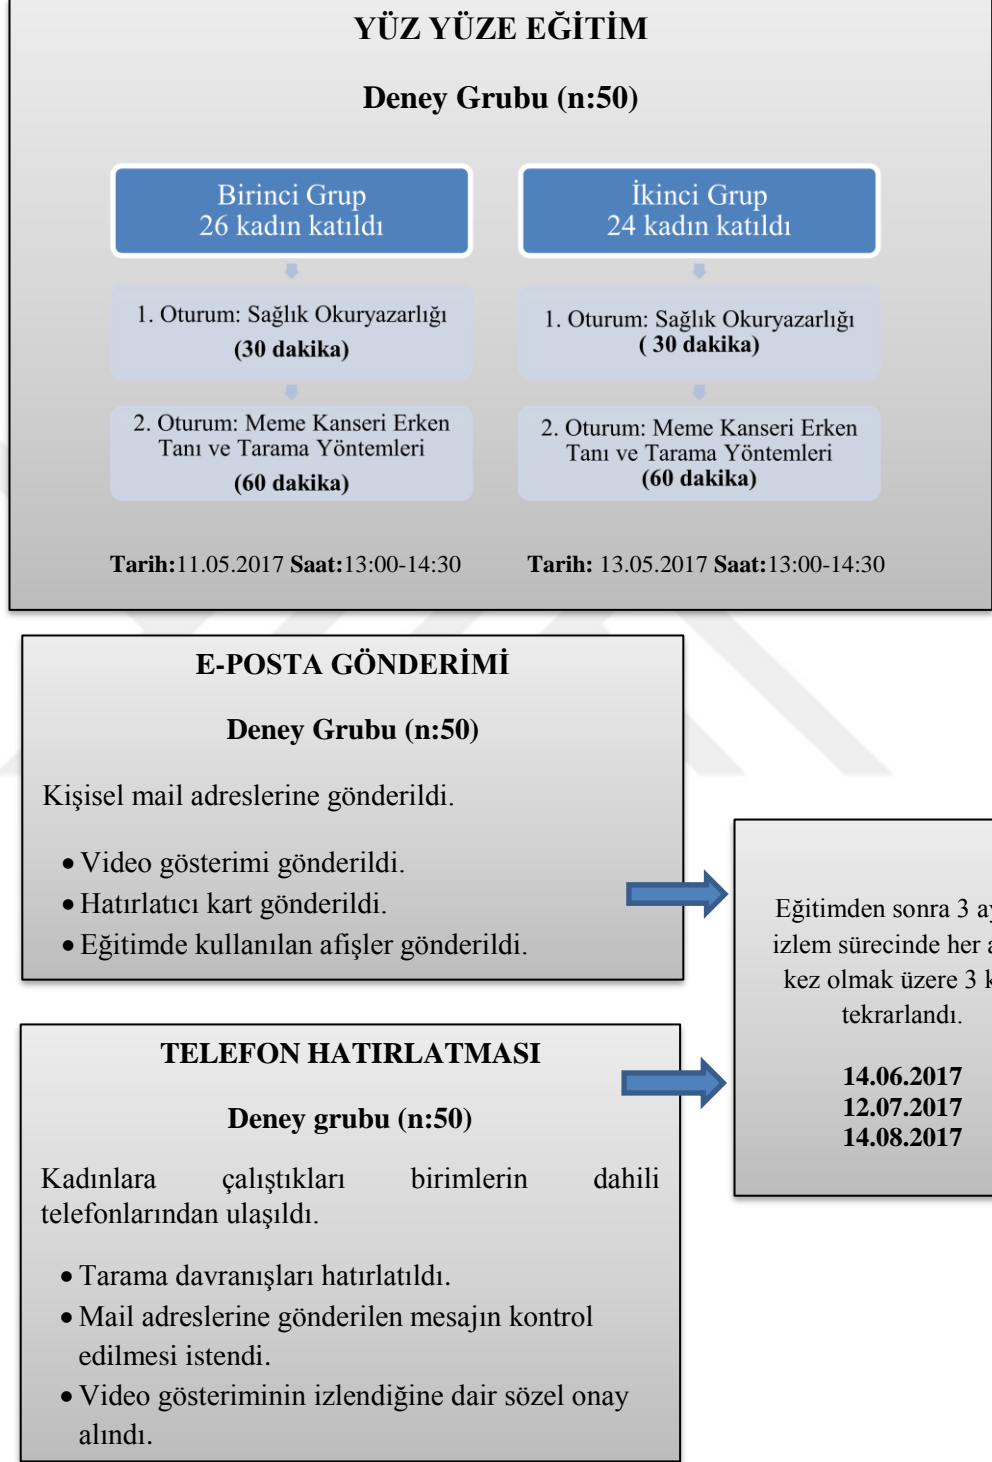 YÜZ YÜZE EĞİTİM
Deney Grubu (n:50)
Birinci Grup
26 kadın katıldı
1. Oturum: Sağlık Okuryazarlığı
(30 dakika)
2. Oturum: Meme Kanseri Erken
Tanı ve Tarama Yöntemleri
(60 dakika)
Tarih:11.05.2017 Saat:13:00-14:30
İkinci Grup
24 kadın katıldı
1. Oturum: Sağlık Okuryazarlığı
( 30 dakika)
2. Oturum: Meme Kanseri Erken
Tanı ve Tarama Yöntemleri
(60 dakika)
Tarih: 13.05.2017 Saat:13:00-14:30
E-POSTA GÖNDERİMİ
Deney Grubu (n:50)
Kişisel mail adreslerine gönderildi.
• Video gösterimi gönderildi.
• Hatırlatıcı kart gönderildi.
• Eğitimde kullanılan afişler gönderildi.
TELEFON HATIRLATMASI
Deney grubu (n:50)
Kadınlara çalıştıkları birimlerin dahili
telefonlarından ulaşıldı.
• Tarama davranışları hatırlatıldı.
• Mail adreslerine gönderilen mesajın kontrol
edilmesi istendi.
• Video gösteriminin izlendiğine dair sözel onay
alındı.
Eğitimden sonra 3
izlem sürecinde her
kez olmak üzere 3
tekrarlandı.
14.06.2017
12.07.2017
14.08.2017